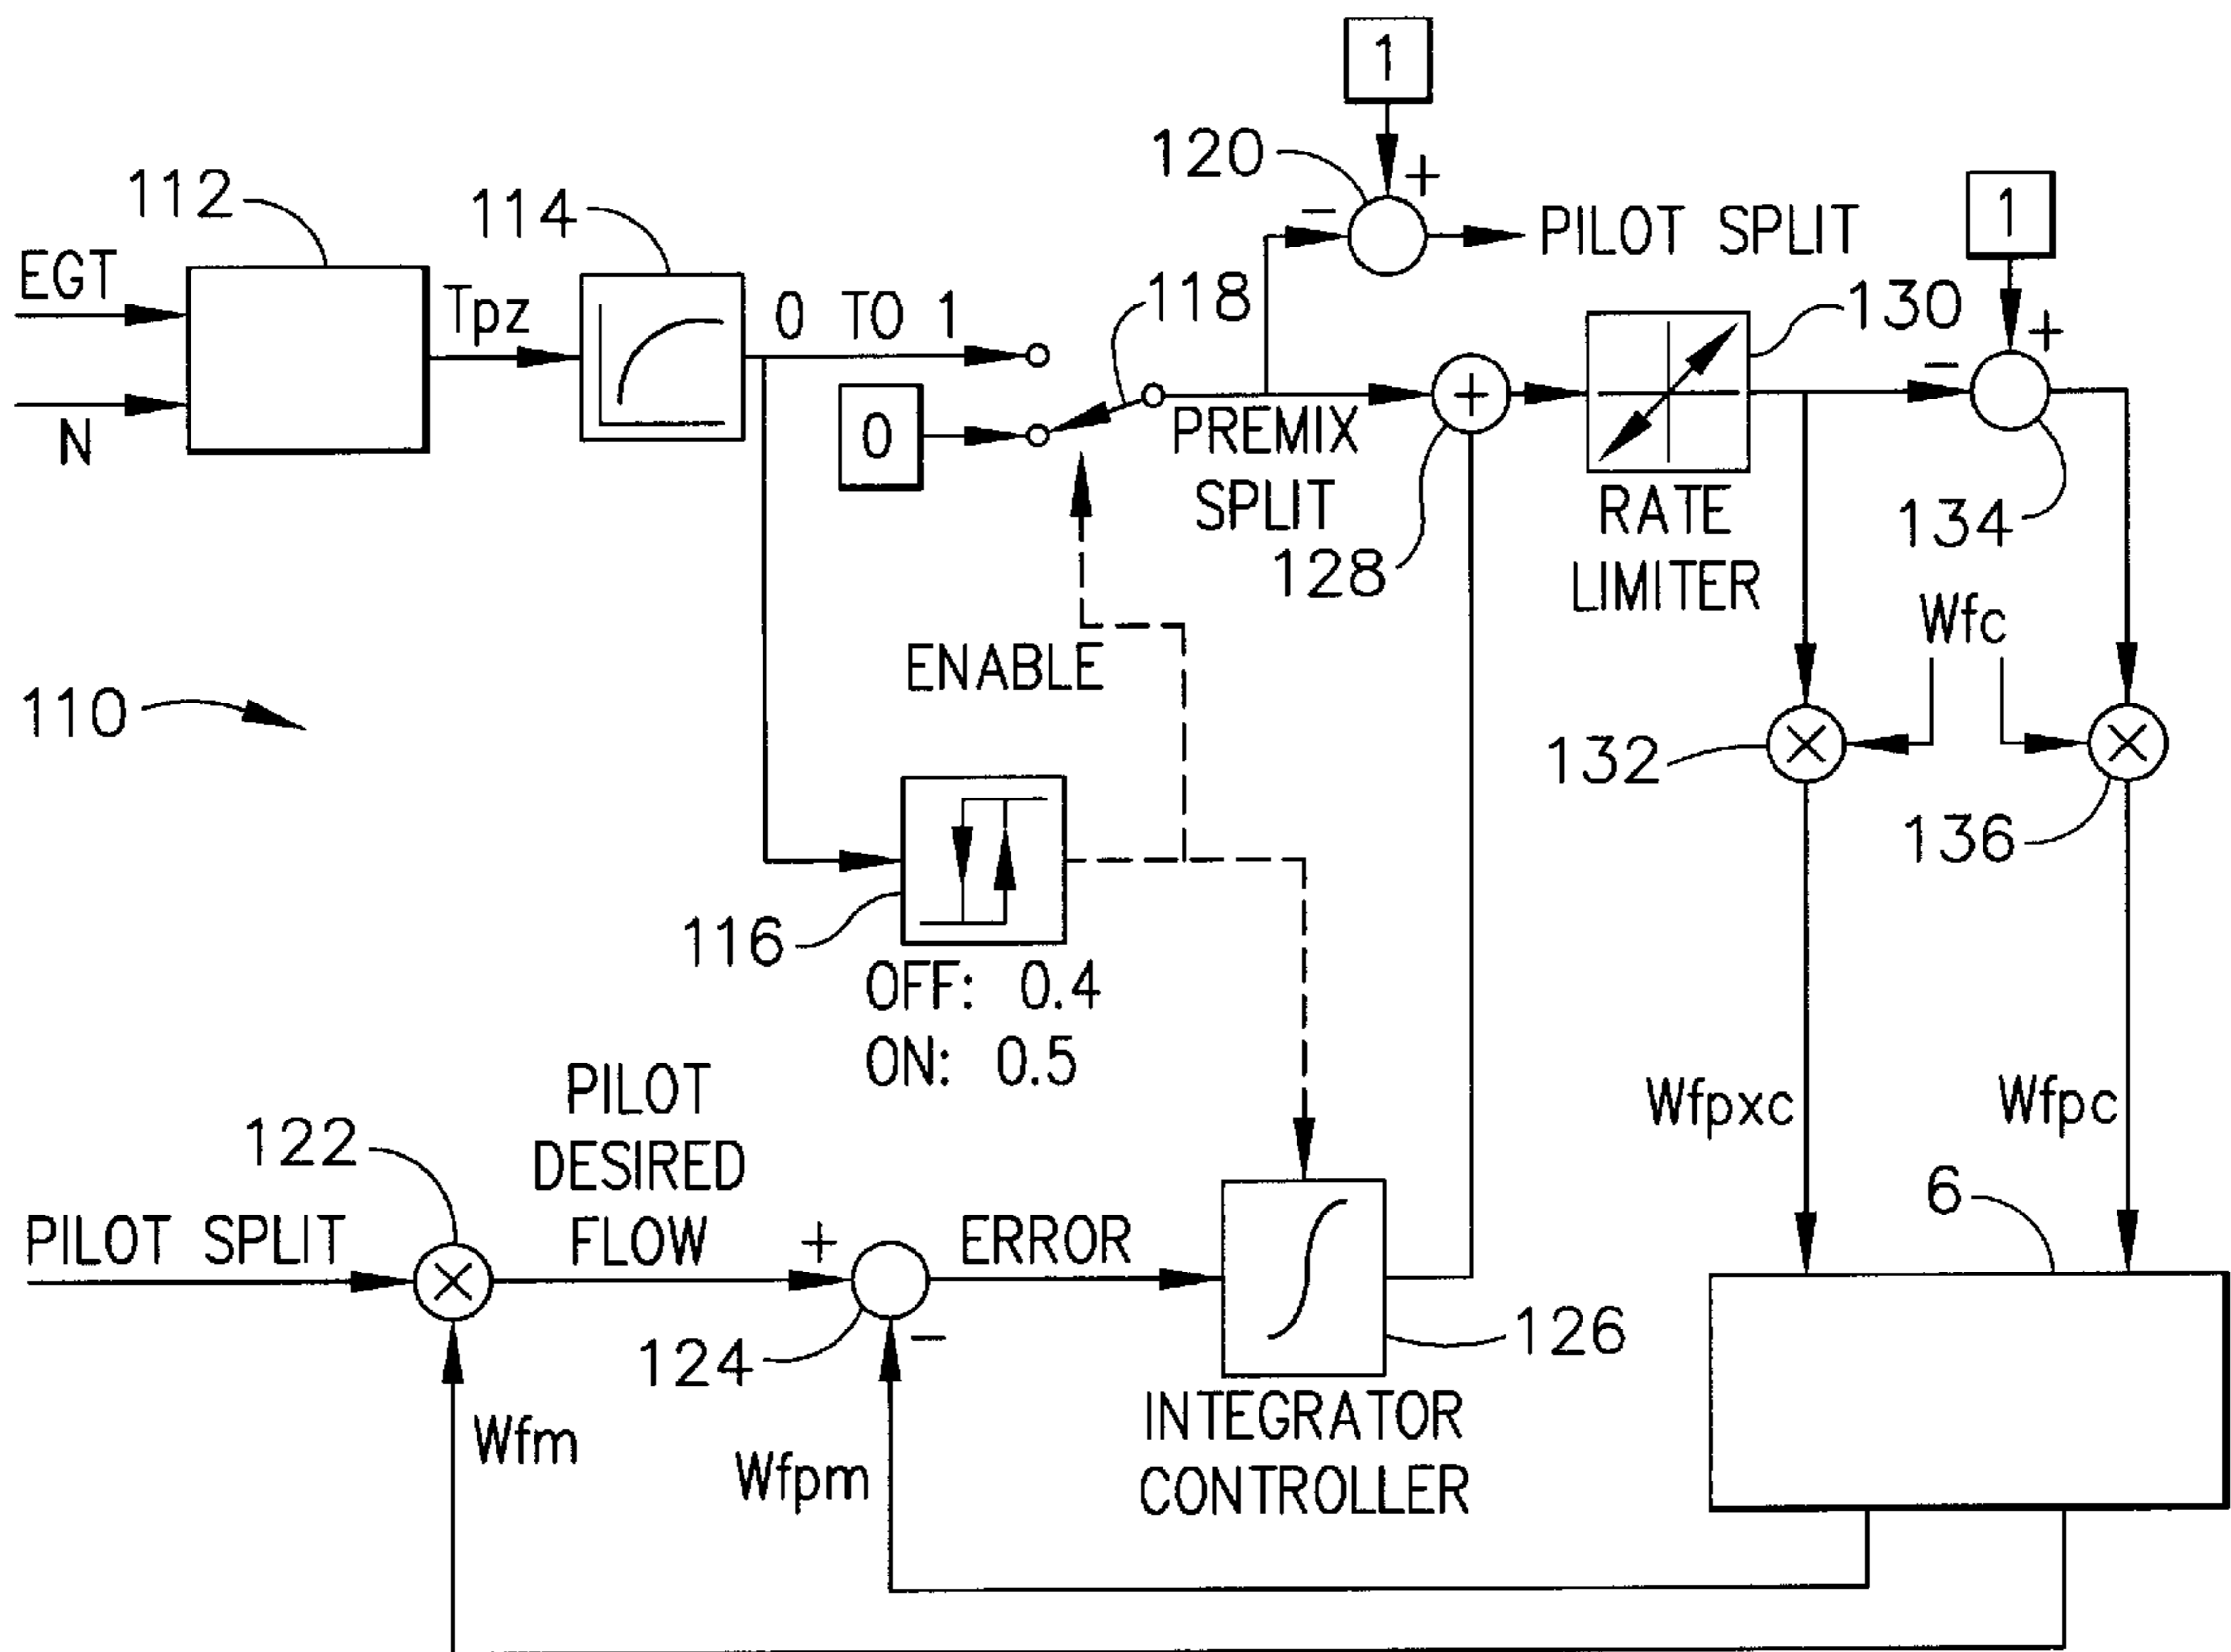 1
120
+
112
114
-
PILOT SPLIT
1
EGT
Tpz
0 TO 1
118
130
+
-
N
0
PREMIX
SPLIT
+
RATE
LIMITER
128
134
Wfc
ENABLE
110
132
×
×
136
116
OFF: 0.4
ON: 0.5
PILOT
DESIRED
FLOW
122
Wfpxc
Wfpc
6
PILOT SPLIT
×
+
ERROR
-
124
126
Wfm
Wfpm
INTEGRATOR
CONTROLLER